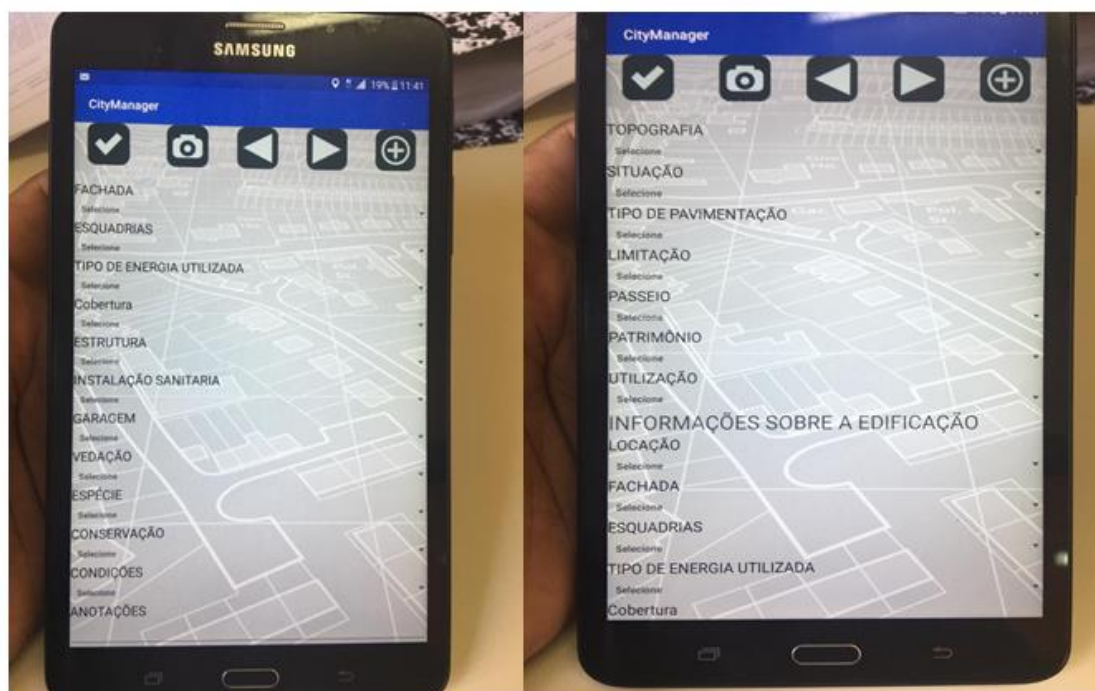 SAMSUNG
19% 11:41
CityManager
FACHADA
Selecione
ESQUADRIAS
Selecione
TIPO DE ENERGIA UTILIZADA
Selecione
Cobertura
Selecione
ESTRUTURA
Selecione
INSTALAÇÃO SANITARIA
Selecione
GARAGEM
Selecione
VEDAÇÃO
Selecione
ESPÉCIE
Selecione
CONSERVAÇÃO
Selecione
CONDIÇÕES
Selecione
ANOTAÇÕES
CityManager
TOPOGRAFIA
Selecione
SITUAÇÃO
Selecione
TIPO DE PAVIMENTAÇÃO
Selecione
LIMITAÇÃO
Selecione
PASSEIO
Selecione
PATRIMÔNIO
Selecione
UTILIZAÇÃO
Selecione
INFORMAÇÕES SOBRE A EDIFICAÇÃO
LOCAÇÃO
Selecione
FACHADA
Selecione
ESQUADRIAS
Selecione
TIPO DE ENERGIA UTILIZADA
Selecione
Cobertura